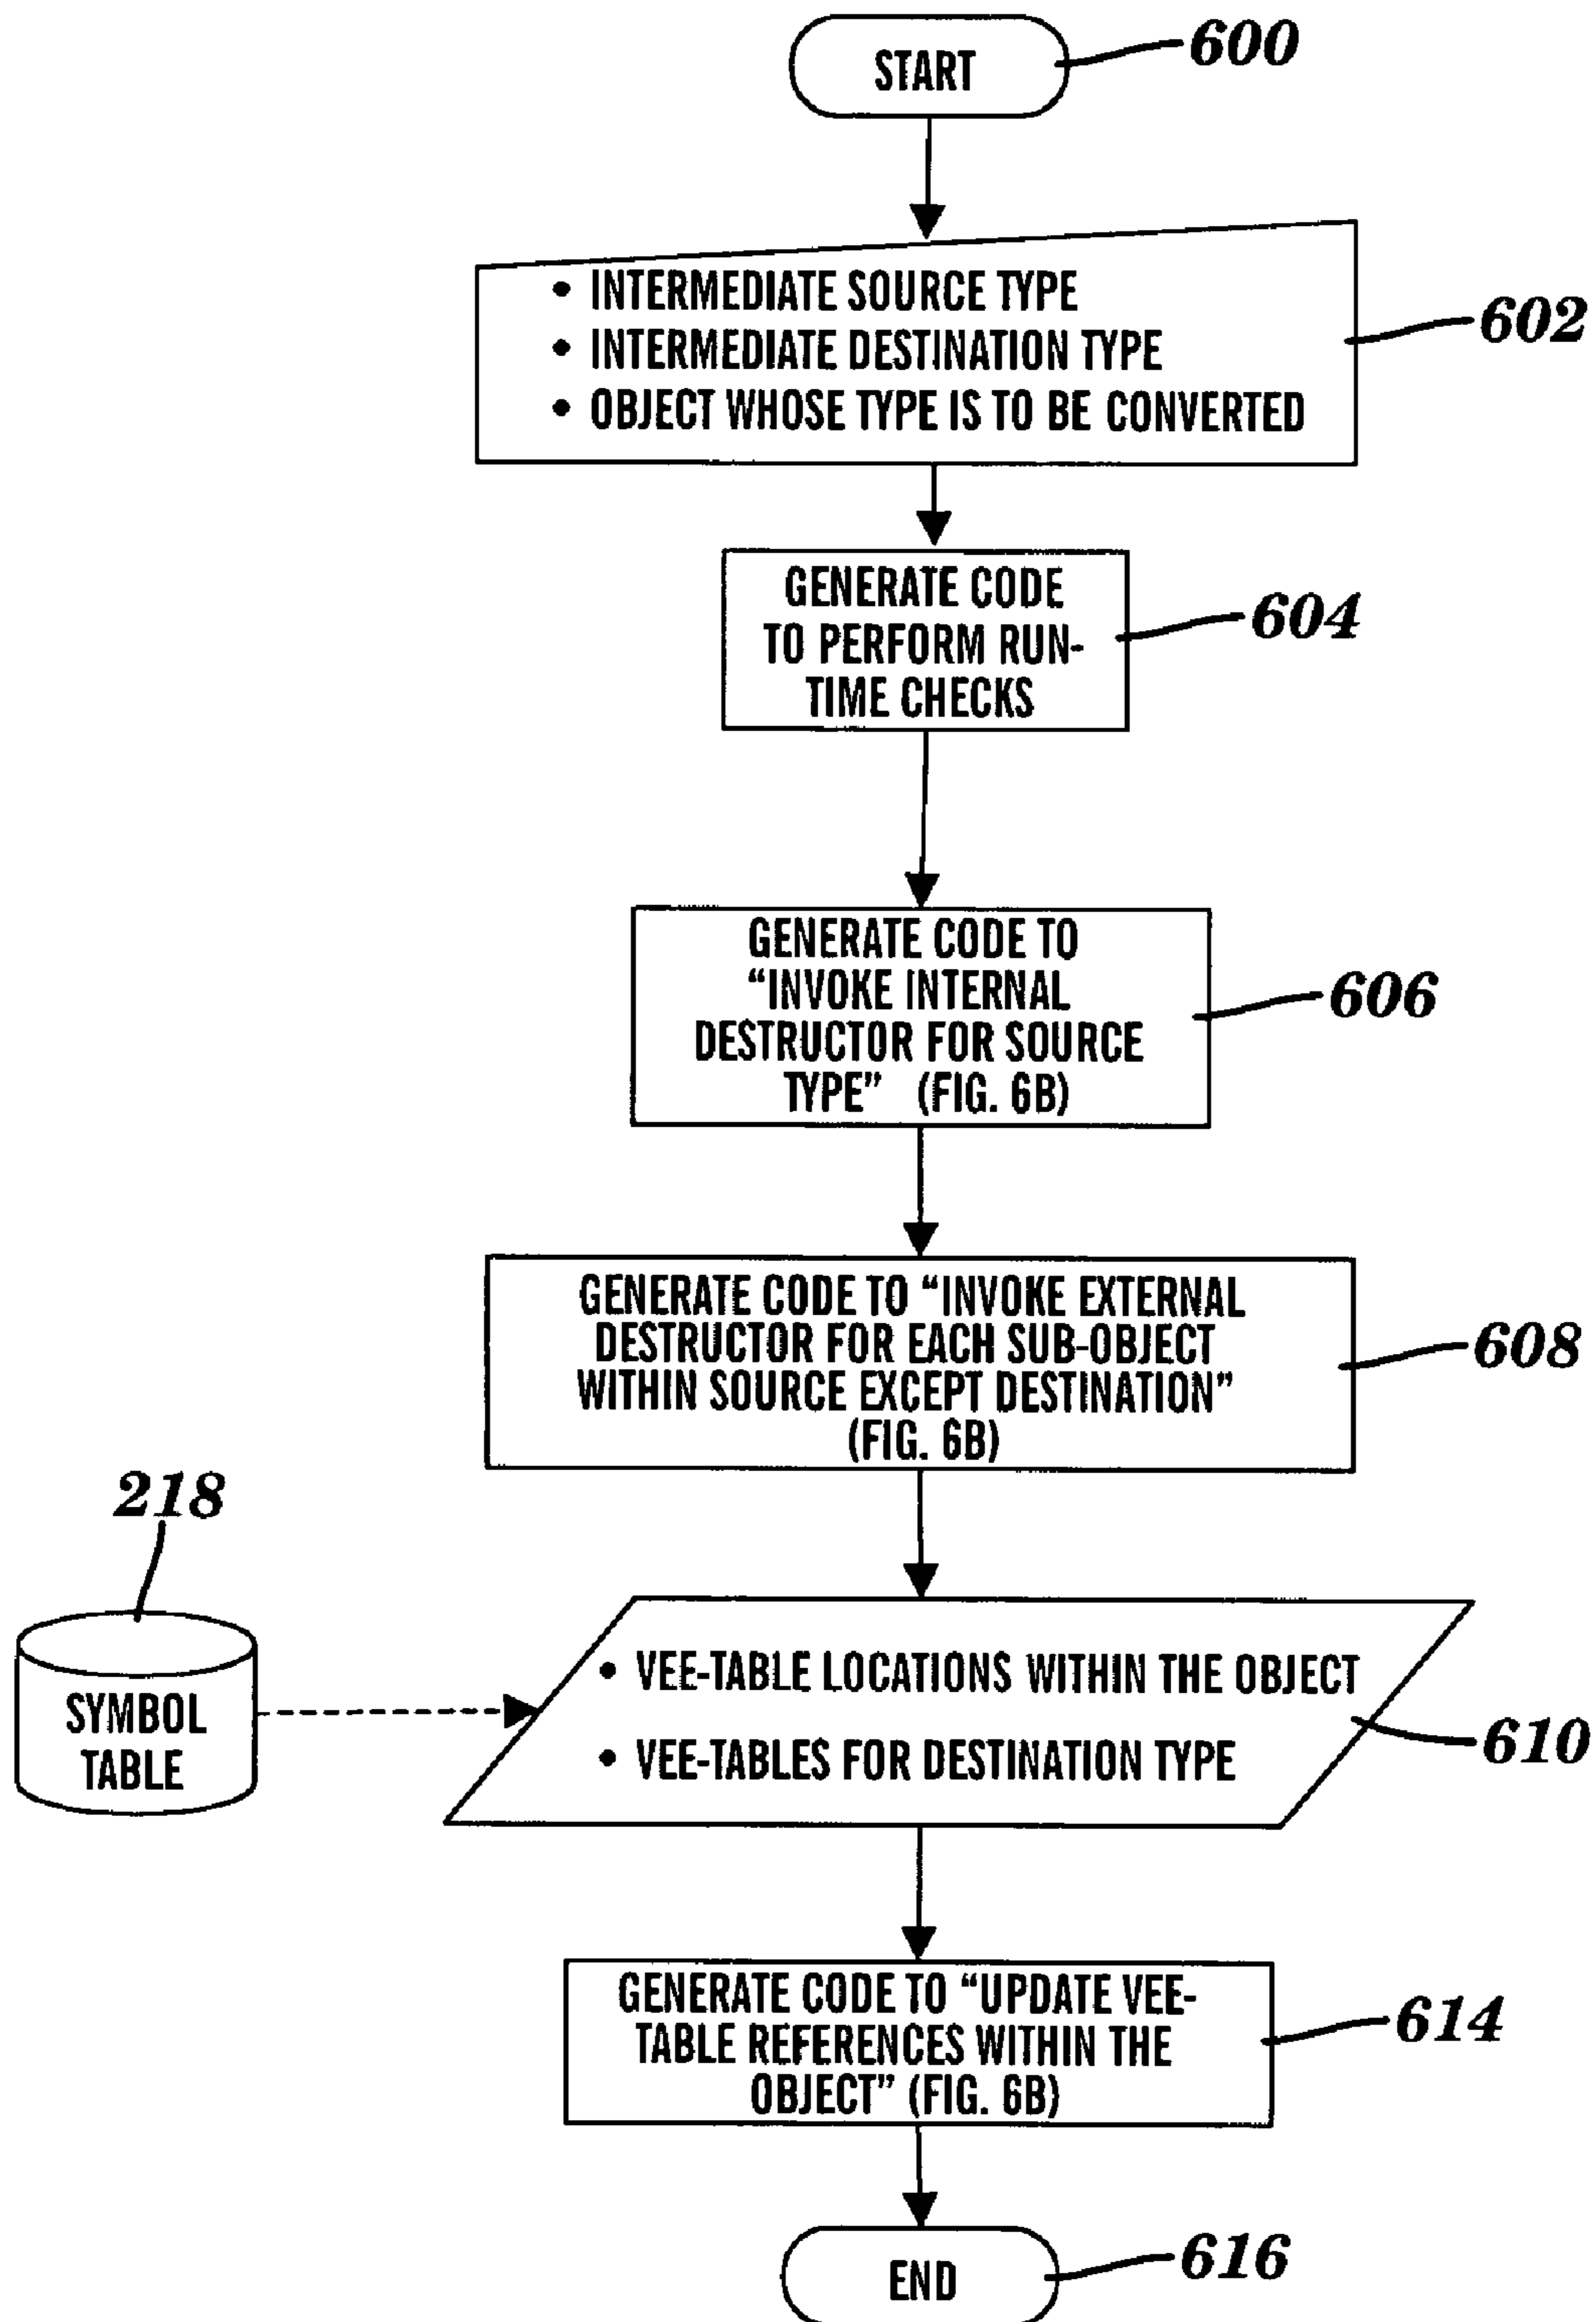 START
600
• INTERMEDIATE SOURCE TYPE
• INTERMEDIATE DESTINATION TYPE
• OBJECT WHOSE TYPE IS TO BE CONVERTED
602
GENERATE CODE
TO PERFORM RUN-
TIME CHECKS
604
GENERATE CODE TO
“INVOKE INTERNAL
DESTRUCTOR FOR SOURCE
TYPE” (FIG. 6B)
606
GENERATE CODE TO “INVOKE EXTERNAL
DESTRUCTOR FOR EACH SUB-OBJECT
WITHIN SOURCE EXCEPT DESTINATION”
(FIG. 6B)
608
218
SYMBOL
TABLE
• VEE-TABLE LOCATIONS WITHIN THE OBJECT
• VEE-TABLES FOR DESTINATION TYPE
610
GENERATE CODE TO “UPDATE VEE-
TABLE REFERENCES WITHIN THE
OBJECT” (FIG. 6B)
614
END
616